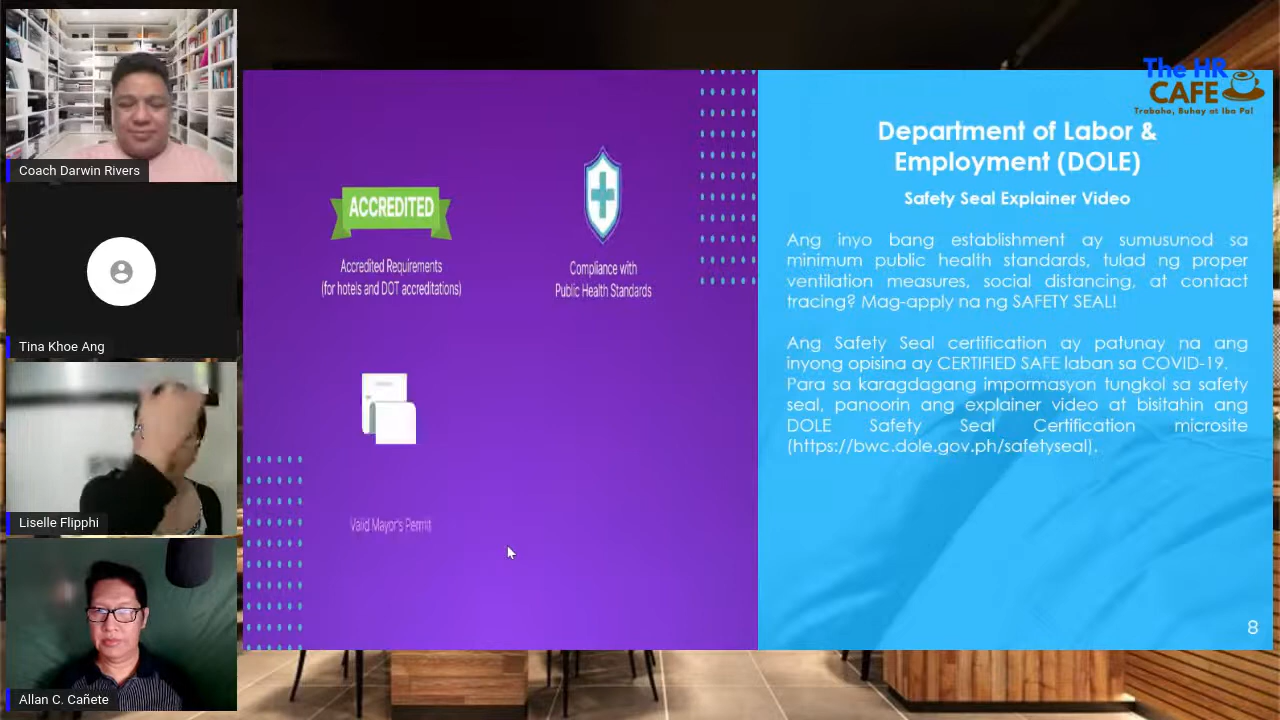 Coach Darwin Rivers
Tina Khoe Ang
Liselle Flipphi
Allan C. Cañete
ACCREDITED
Accredited Requirements
(for hotels and DOT accreditations)
Compliance with
Public Health Standards
Valid Mayor's Permit
The HR
CAFE
Trabaho, Buhay at Iba Pa!
Department of Labor &
Employment (DOLE)
Safety Seal Explainer Video
Ang inyo bang establishment ay sumusunod sa
minimum public health standards, tulad ng proper
ventilation measures, social distancing, at contact
tracing? Mag-apply na ng SAFETY SEAL!
Ang Safety Seal certification ay patunay na ang
inyong opisina ay CERTIFIED SAFE laban sa COVID-19.
Para sa karagdagang impormasyon tungkol sa safety
seal, panoorin ang explainer video at bisitahin ang
DOLE Safety Seal Certification microsite
(https://bwc.dole.gov.ph/safetyseal).
8